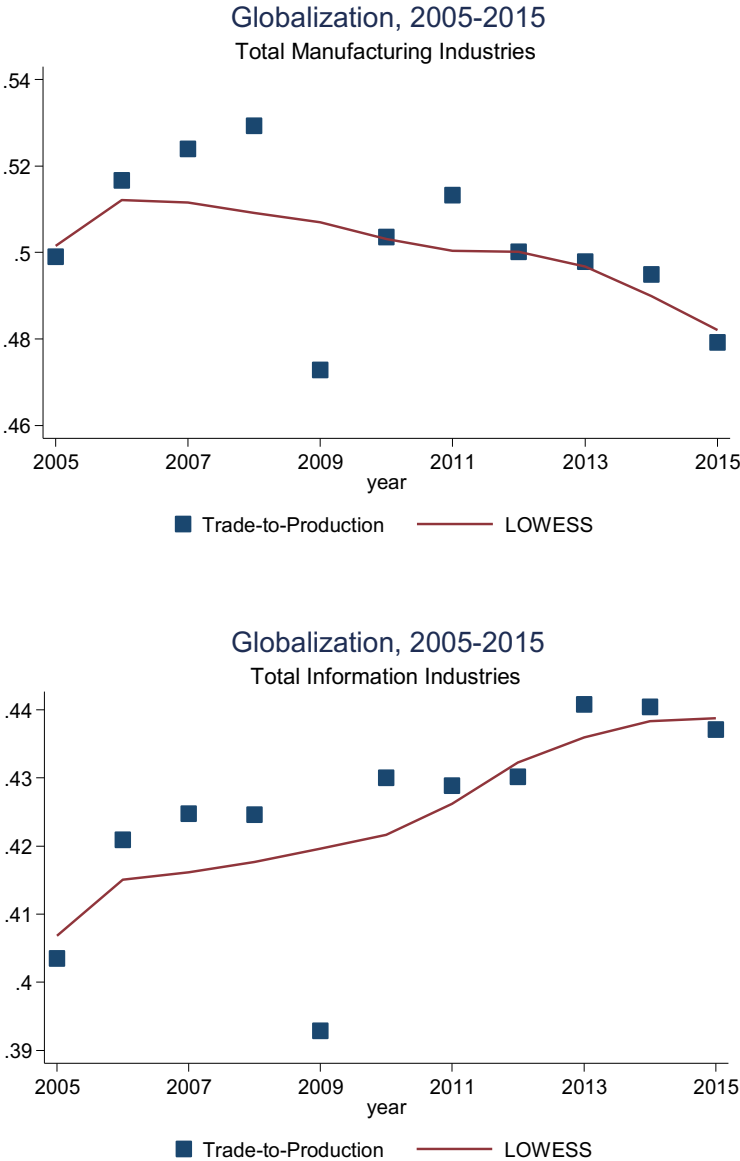 Globalization, 2005-2015
Total Manufacturing Industries
.54
.52
.5
.48
.46
2005 2007 2009 2011 2013 2015
year
Trade-to-Production LOWESS
Globalization, 2005-2015
Total Information Industries
.44
.43
.42
.41
.4
.39
2005 2007 2009 2011 2013 2015
year
Trade-to-Production LOWESS